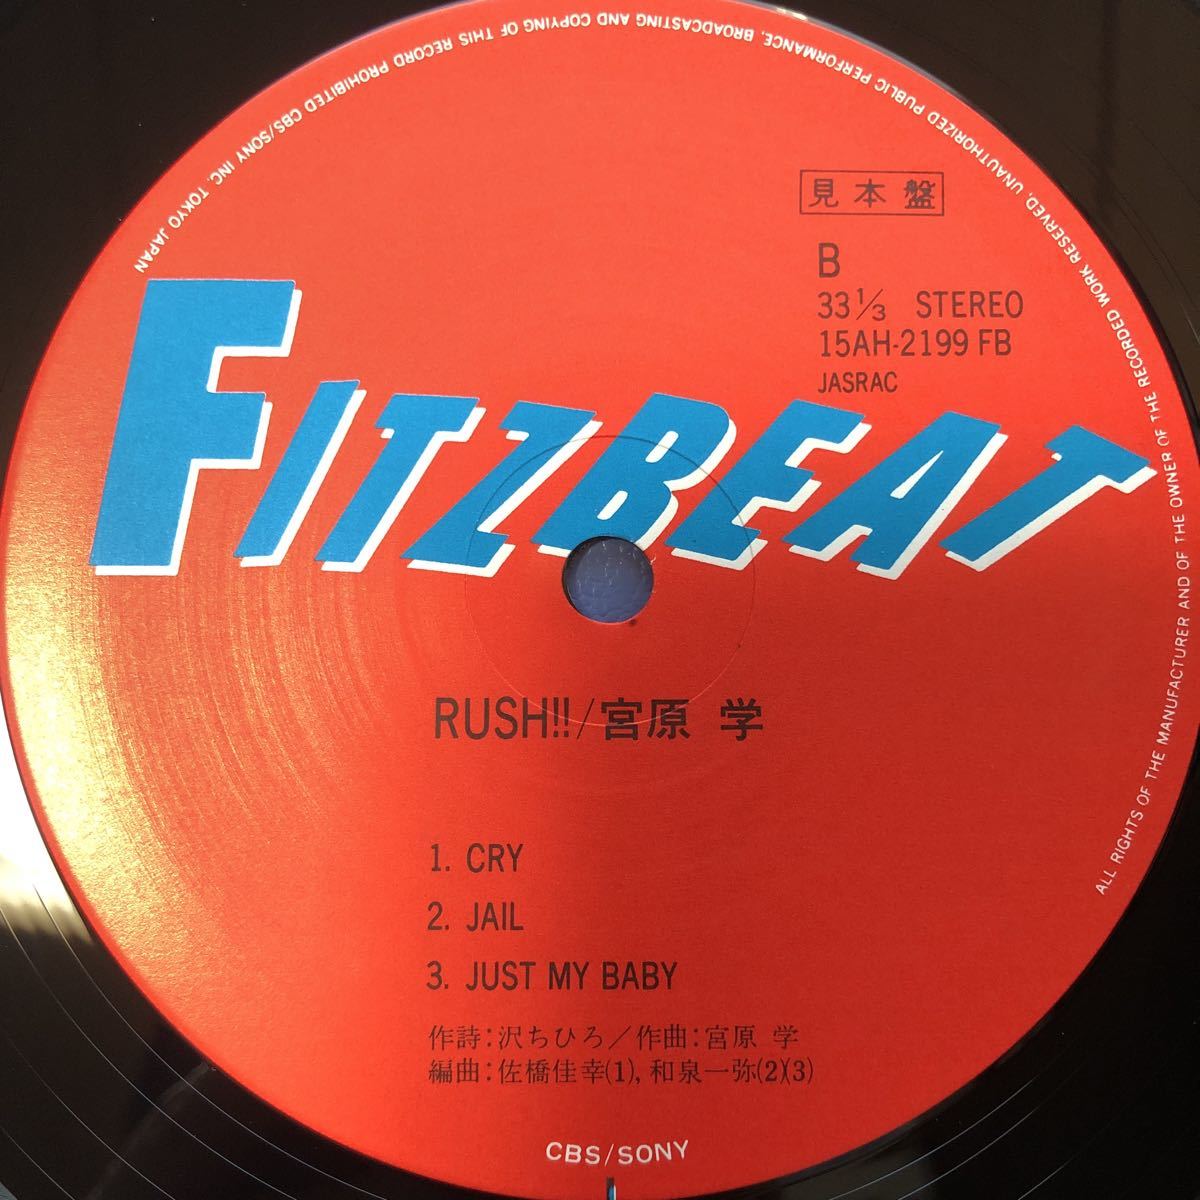 ALL RIGHTS OF THE MANUFACTURER AND OF THE OWNER OF THE RECORDED WORK RESERVED. UNAUTHORIZED PUBLIC PERFORMANCE, BROADCASTING AND COPYING OF THIS RECORD PROHIBITED CBS/SONY INC. TOKYO JAPAN
見本盤
B
33 1/3 STEREO
15AH-2199 FB
JASRAC
FITZBEAT
RUSH!!/宮原 学
1. CRY
2. JAIL
3. JUST MY BABY
作詩:沢ちひろ/作曲:宮原 学
編曲:佐橋佳幸(1), 和泉一弥(2)(3)
CBS/SONY